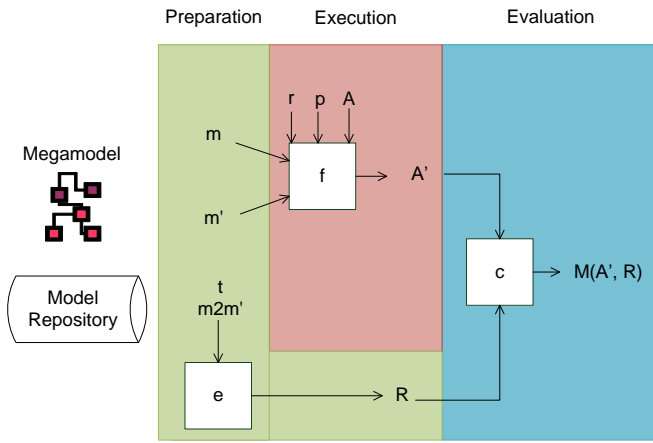 Preparation
Execution
Evaluation
r
p
A
m
Megamodel
f
A'
m'
c
M(A', R)
t
m2m'
Model
Repository
e
R